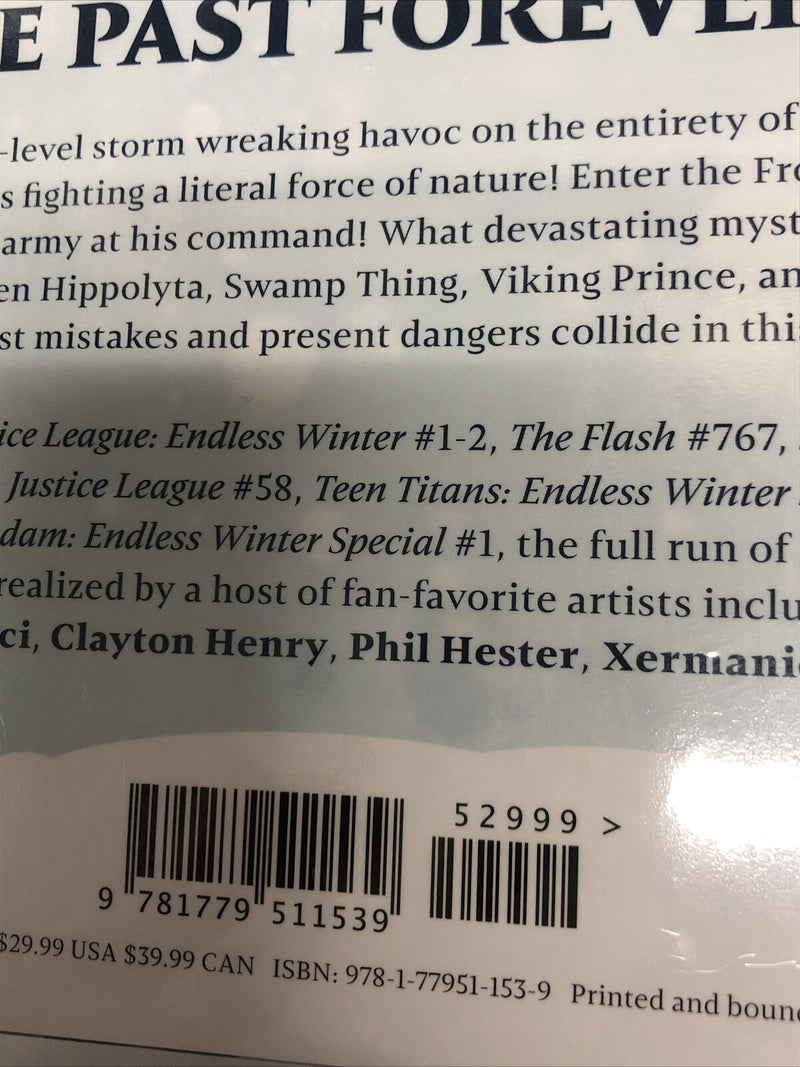 E PAST FOREVER
-level storm wreaking havoc on the entirety of
s fighting a literal force of nature! Enter the Fro
army at his command! What devastating myst
en Hippolyta, Swamp Thing, Viking Prince, an
st mistakes and present dangers collide in this
ice League: Endless Winter #1-2, The Flash #767,
Justice League #58, Teen Titans: Endless Winter
dam: Endless Winter Special #1, the full run of
realized by a host of fan-favorite artists inclu
ci, Clayton Henry, Phil Hester, Xermanic
52999 >
9 781779 511539
$29.99 USA $39.99 CAN ISBN: 978-1-77951-153-9 Printed and boun